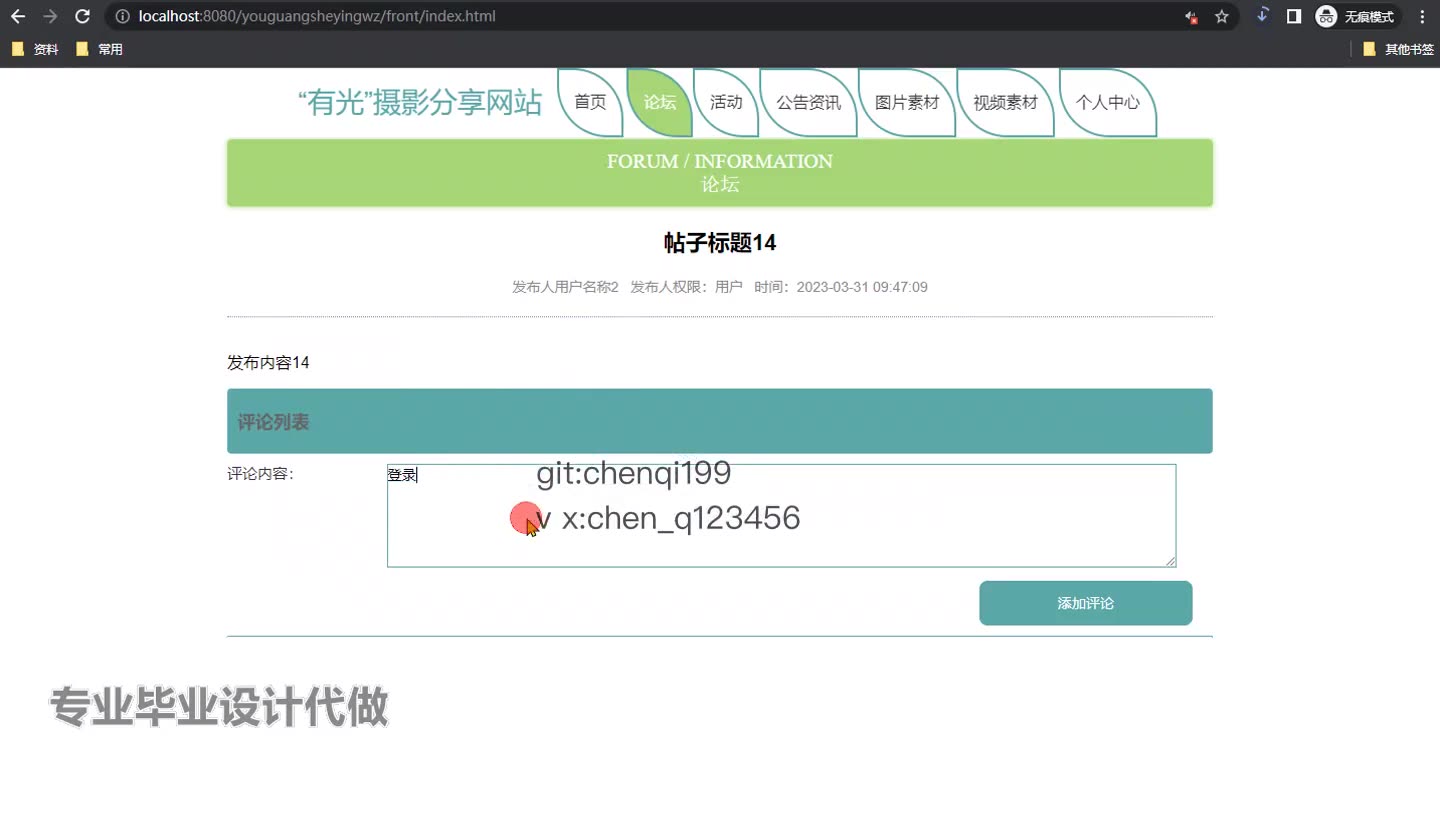 localhost:8080/youguangsheyingwz/front/index.html
无痕模式
资料
常用
其他书签
“有光”摄影分享网站
首页
论坛
活动
公告资讯
图片素材
视频素材
个人中心
FORUM / INFORMATION
论坛
帖子标题14
发布人用户名称2 发布人权限：用户 时间：2023-03-31 09:47:09
发布内容14
评论列表
评论内容：
登录
git:chenqi199
v x:chen_q123456
添加评论
专业毕业设计代做